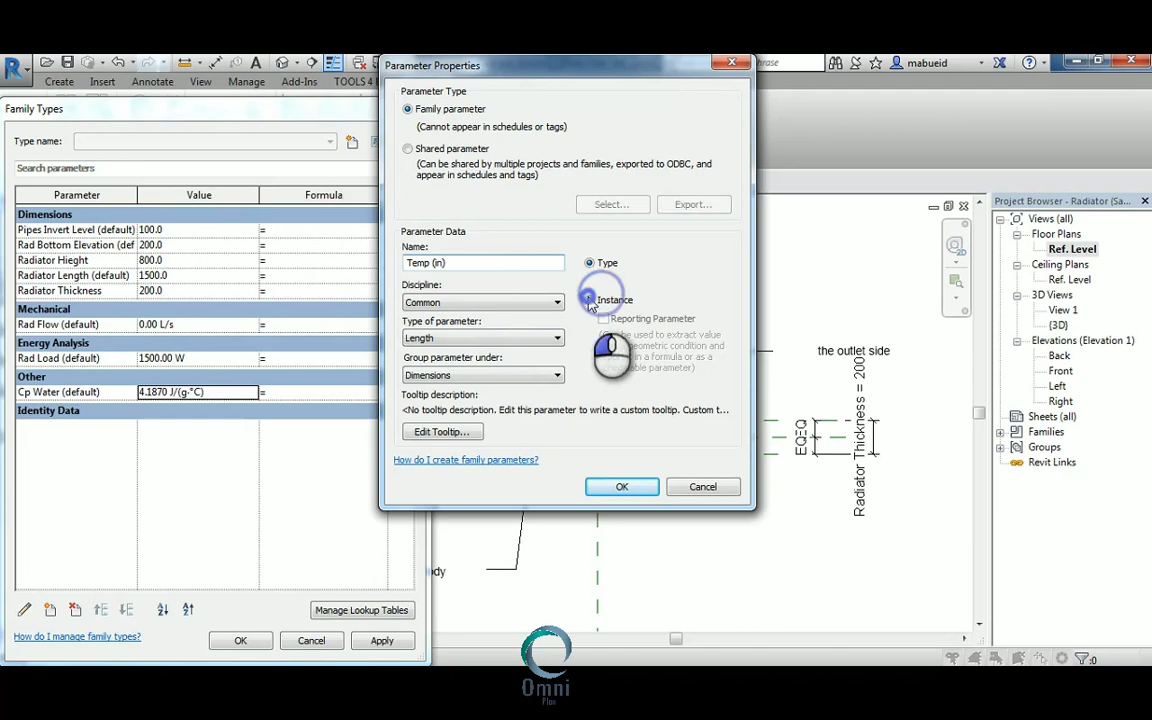 Parameter Properties
phrase
mabueid
Create
Insert
Annotate
View
Manage
Add-Ins
TOOLS 4
Family Types
Type name:
Search parameters
Parameter
Value
Formula
Dimensions
Pipes Invert Level (default)
100.0
=
Rad Bottom Elevation (def
200.0
=
Radiator Hieght
800.0
=
Radiator Length (default)
1500.0
=
Radiator Thickness
200.0
=
Mechanical
Rad Flow (default)
0.00 L/s
=
Energy Analysis
Rad Load (default)
1500.00 W
=
Other
Cp Water (default)
4.1870 J/(g·°C)
=
Identity Data
Manage Lookup Tables
How do I manage family types?
OK
Cancel
Apply
Parameter Type
Family parameter
(Cannot appear in schedules or tags)
Shared parameter
(Can be shared by multiple projects and families, exported to ODBC, and
appear in schedules and tags)
Select...
Export...
Parameter Data
Name:
Temp (in)
Type
Discipline:
Common
Instance
Reporting Parameter
Type of parameter:
Length
Group parameter under:
Dimensions
Tooltip description:
<No tooltip description. Edit this parameter to write a custom tooltip. Custom t...
Edit Tooltip...
How do I create family parameters?
OK
Cancel
the outlet side
EQ
EQ
Radiator Thickness = 200
Project Browser - Radiator (Sa...
Views (all)
Floor Plans
Ref. Level
Ceiling Plans
Ref. Level
3D Views
View 1
{3D}
Elevations (Elevation 1)
Back
Front
Left
Right
Sheets (all)
Families
Groups
Revit Links
:0
Omni
Plus